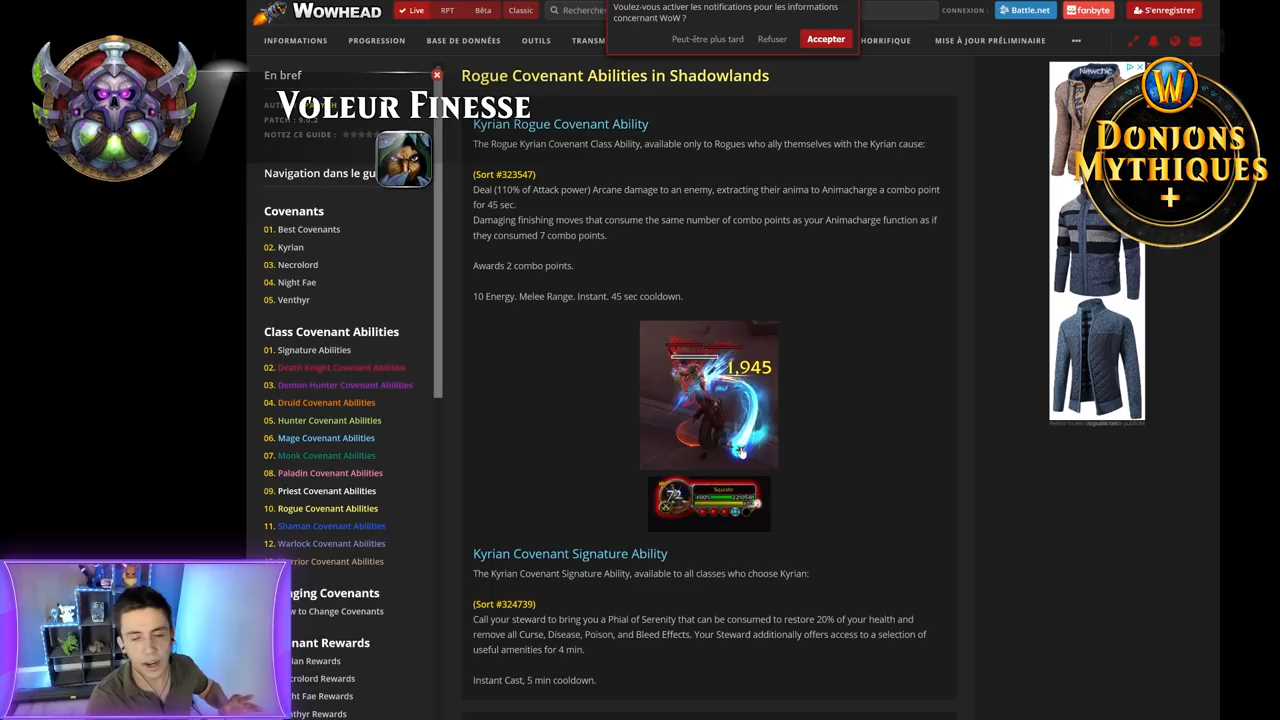 WOWHEAD
Live
RPT
Bêta
Classic
Rechercher
Voulez-vous activer les notifications pour les informations
concernant WoW ?
Peut-être plus tard
Refuser
Accepter
CONNEXION :
Battle.net
fanbyte
S'enregistrer
INFORMATIONS
PROGRESSION
BASE DE DONNÉES
OUTILS
TRANSM
HORRIFIQUE
MISE À JOUR PRÉLIMINAIRE
En bref
VOLEUR FINESSE
PATCH : 9.0.2
NOTEZ CE GUIDE :
Navigation dans le gu
Covenants
01. Best Covenants
02. Kyrian
03. Necrolord
04. Night Fae
05. Venthyr
Class Covenant Abilities
01. Signature Abilities
02. Death Knight Covenant Abilities
03. Demon Hunter Covenant Abilities
04. Druid Covenant Abilities
05. Hunter Covenant Abilities
06. Mage Covenant Abilities
07. Monk Covenant Abilities
08. Paladin Covenant Abilities
09. Priest Covenant Abilities
10. Rogue Covenant Abilities
11. Shaman Covenant Abilities
12. Warlock Covenant Abilities
rrior Covenant Abilities
nging Covenants
w to Change Covenants
nant Rewards
ian Rewards
crolord Rewards
ht Fae Rewards
nthyr Rewards
Rogue Covenant Abilities in Shadowlands
Kyrian Rogue Covenant Ability
The Rogue Kyrian Covenant Class Ability, available only to Rogues who ally themselves with the Kyrian cause:
(Sort #323547)
Deal (110% of Attack power) Arcane damage to an enemy, extracting their anima to Animacharge a combo point
for 45 sec.
Damaging finishing moves that consume the same number of combo points as your Animacharge function as if
they consumed 7 combo points.
Awards 2 combo points.
10 Energy. Melee Range. Instant. 45 sec cooldown.
1,945
72
Squishr
Kyrian Covenant Signature Ability
The Kyrian Covenant Signature Ability, available to all classes who choose Kyrian:
(Sort #324739)
Call your steward to bring you a Phial of Serenity that can be consumed to restore 20% of your health and
remove all Curse, Disease, Poison, and Bleed Effects. Your Steward additionally offers access to a selection of
useful amenities for 4 min.
Instant Cast, 5 min cooldown.
Newchic
W
DONJONS
MYTHIQUES
+